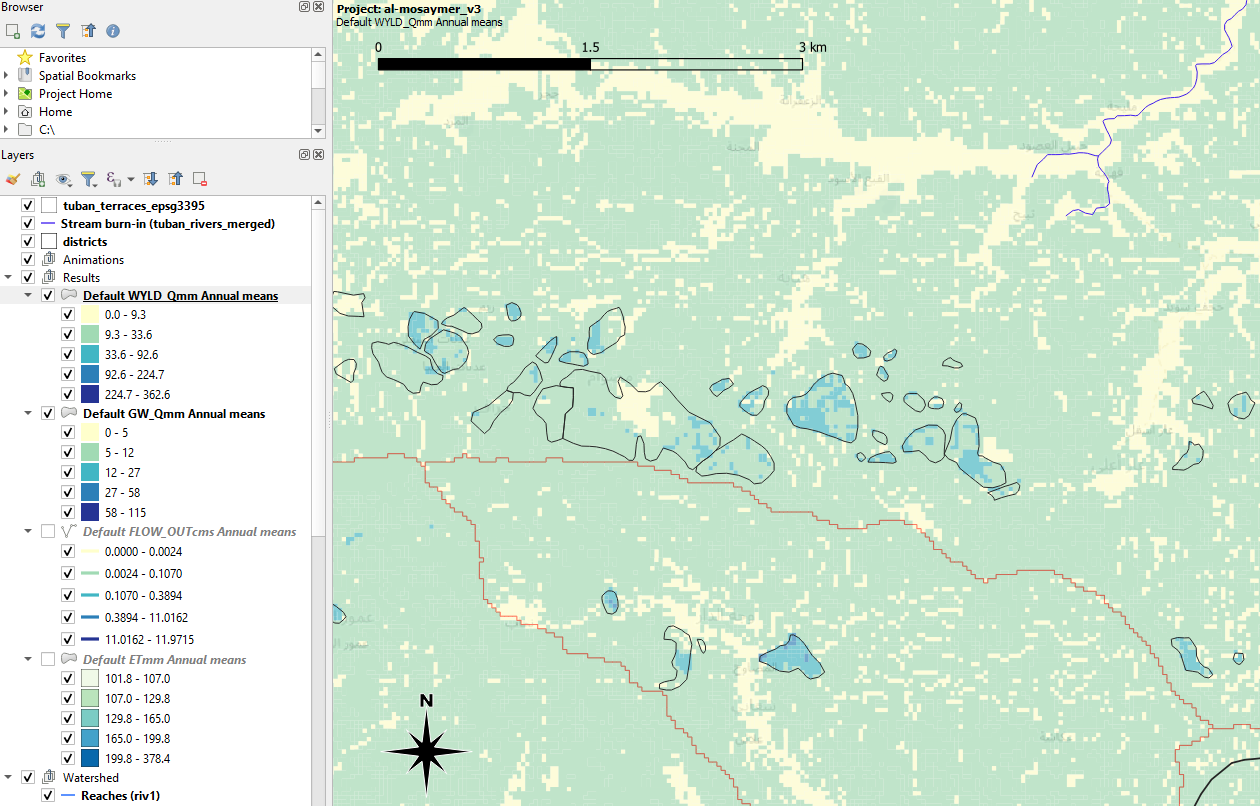 Browser
Favorites
Spatial Bookmarks
Project Home
Home
C:\
Layers
tuban_terraces_epsg3395
Stream burn-in (tuban_rivers_merged)
districts
Animations
Results
Default WYLD_Qmm Annual means
0.0 - 9.3
9.3 - 33.6
33.6 - 92.6
92.6 - 224.7
224.7 - 362.6
Default GW_Qmm Annual means
0 - 5
5 - 12
12 - 27
27 - 58
58 - 115
Default FLOW_OUTcms Annual means
0.0000 - 0.0024
0.0024 - 0.1070
0.1070 - 0.3894
0.3894 - 11.0162
11.0162 - 11.9715
Default ETmm Annual means
101.8 - 107.0
107.0 - 129.8
129.8 - 165.0
165.0 - 199.8
199.8 - 378.4
Watershed
Reaches (riv1)
Project: al-mosaymer_v3
Default WYLD_Qmm Annual means
0 1.5 3 km
N